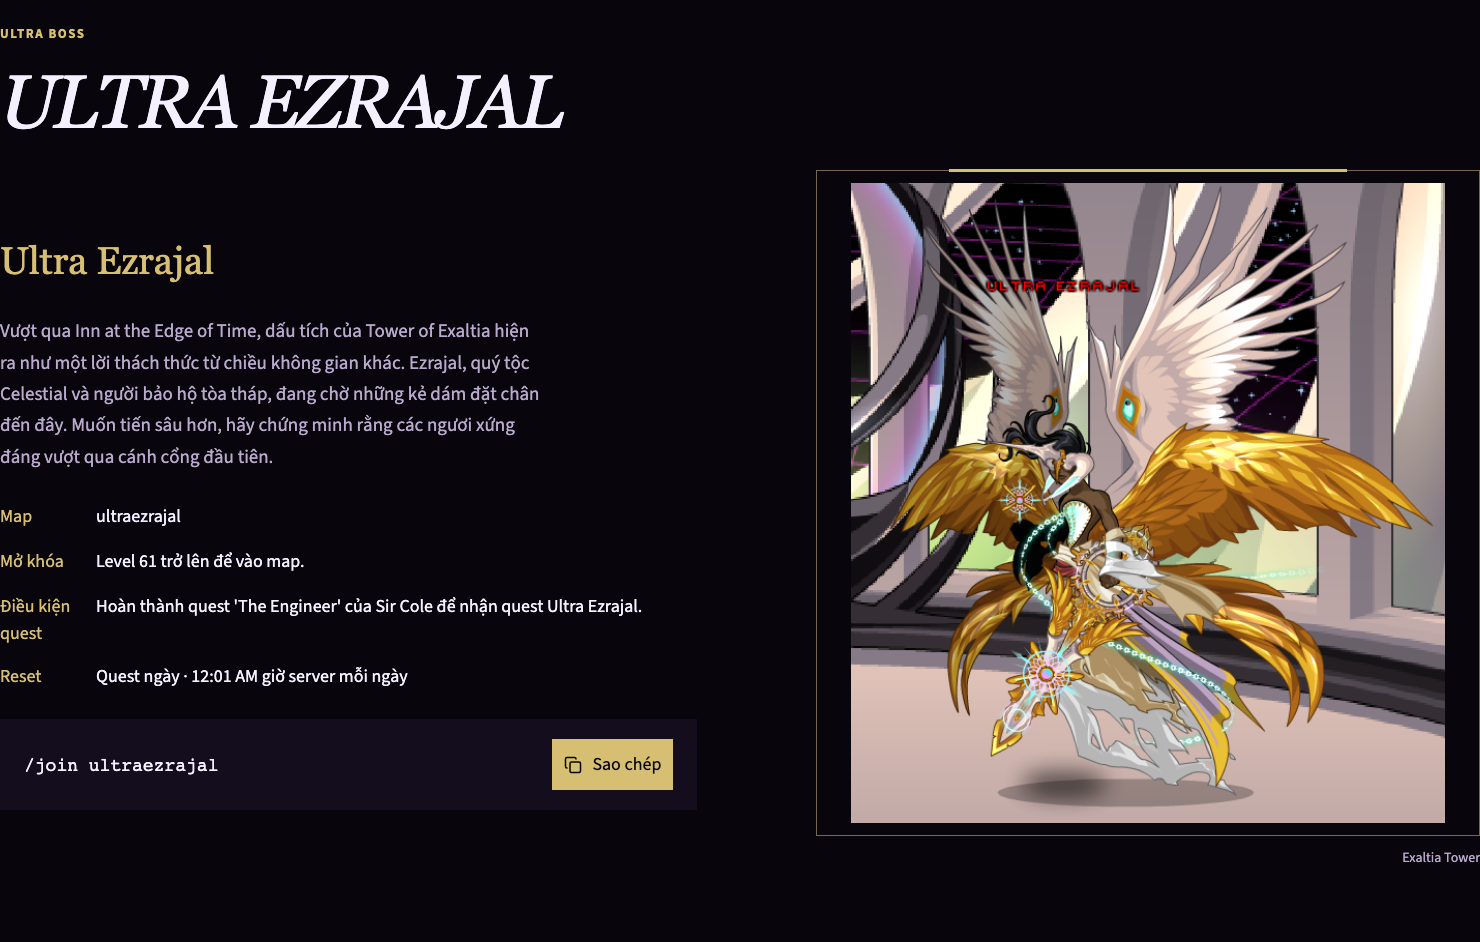 ULTRA BOSS
ULTRA EZRAJAL
Ultra Ezrajal
Vượt qua Inn at the Edge of Time, dấu tích của Tower of Exaltia hiện
ra như một lời thách thức từ chiều không gian khác. Ezrajal, quý tộc
Celestial và người bảo hộ tòa tháp, đang chờ những kẻ dám đặt chân
đến đây. Muốn tiến sâu hơn, hãy chứng minh rằng các ngươi xứng
đáng vượt qua cánh cổng đầu tiên.
Map ultraezrajal
Mở khóa Level 61 trở lên để vào map.
Điều kiện Hoàn thành quest 'The Engineer' của Sir Cole để nhận quest Ultra Ezrajal.
quest
Reset Quest ngày · 12:01 AM giờ server mỗi ngày
/join ultraezrajal Sao chép
ULTRA EZRAJAL
Exaltia Tower